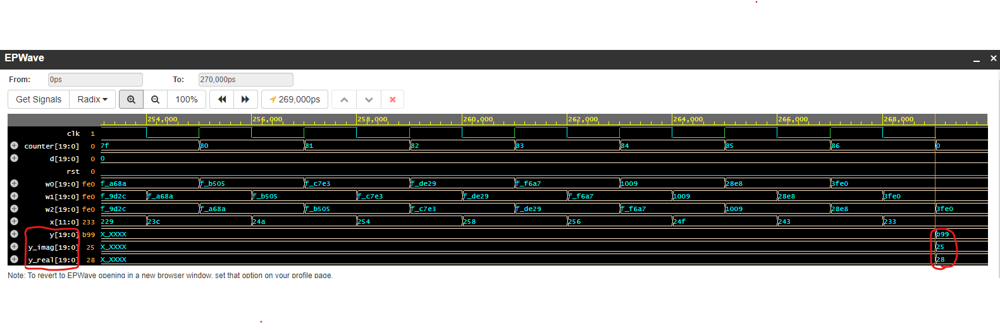 EPWave
From: 0ps To: 270,000ps
Get Signals Radix 100% 269,000ps
254,000 256,000 258,000 260,000 262,000 264,000 266,000 268,000
clk 1
counter[19:0] 0 7f 80 81 82 83 84 85 86 0
d[19:0] 0 0
rst 0
w0[19:0] fe0 f_a68a f_b505 f_c7e3 f_de29 f_f6a7 1009 28e8 3fe0
w1[19:0] fe0 f_9d2c f_a68a f_b505 f_c7e3 f_de29 f_f6a7 1009 28e8 3fe0
w2[19:0] fe0 f_9d2c f_a68a f_b505 f_c7e3 f_de29 f_f6a7 1009 28e8 3fe0
x[11:0] 233 229 23c 24a 254 258 256 24f 243 233
y[19:0] b99 X_XXXX b99
y_imag[19:0] 25 X_XXXX 25
y_real[19:0] 28 X_XXXX 28
Note: To revert to EPWave opening in a new browser window, set that option on your profile page.